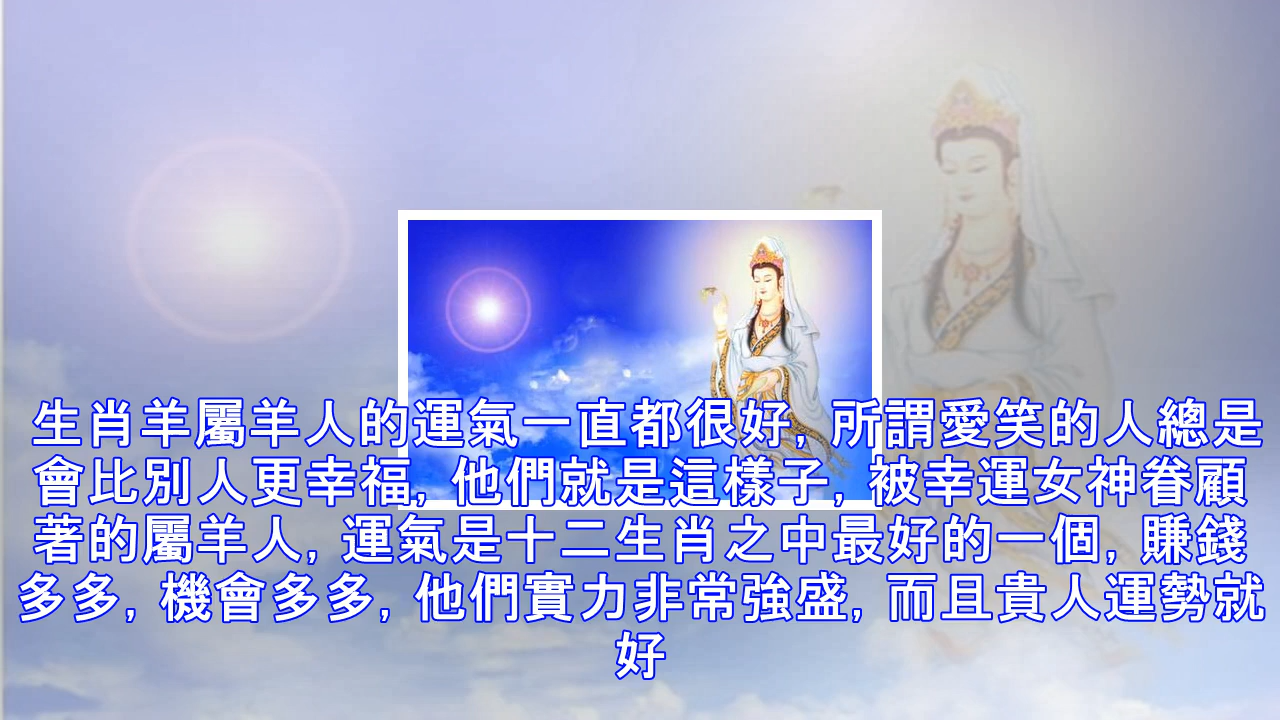 生肖羊屬羊人的運氣一直都很好, 所謂愛笑的人總是
會比別人更幸福, 他們就是這樣子, 被幸運女神眷顧
著的屬羊人, 運氣是十二生肖之中最好的一個, 賺錢
多多, 機會多多, 他們實力非常強盛, 而且貴人運勢就
好